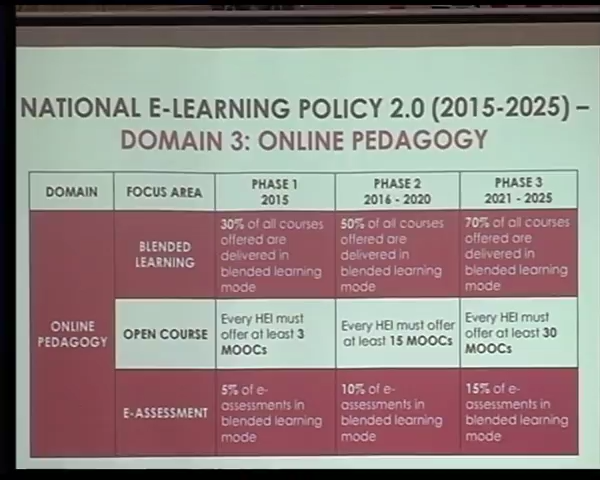 NATIONAL E-LEARNING POLICY 2.0 (2015-2025) –
DOMAIN 3: ONLINE PEDAGOGY
DOMAIN
FOCUS AREA
PHASE 1
2015
PHASE 2
2016 - 2020
PHASE 3
2021 - 2025
ONLINE
PEDAGOGY
BLENDED
LEARNING
30% of all courses
offered are
delivered in
blended learning
mode
50% of all courses
offered are
delivered in
blended learning
mode
70% of all courses
offered are
delivered in
blended learning
mode
OPEN COURSE
Every HEI must
offer at least 3
MOOCs
Every HEI must offer
at least 15 MOOCs
Every HEI must
offer at least 30
MOOCs
E-ASSESSMENT
5% of e-
assessments in
blended learning
mode
10% of e-
assessments in
blended learning
mode
15% of e-
assessments in
blended learning
mode